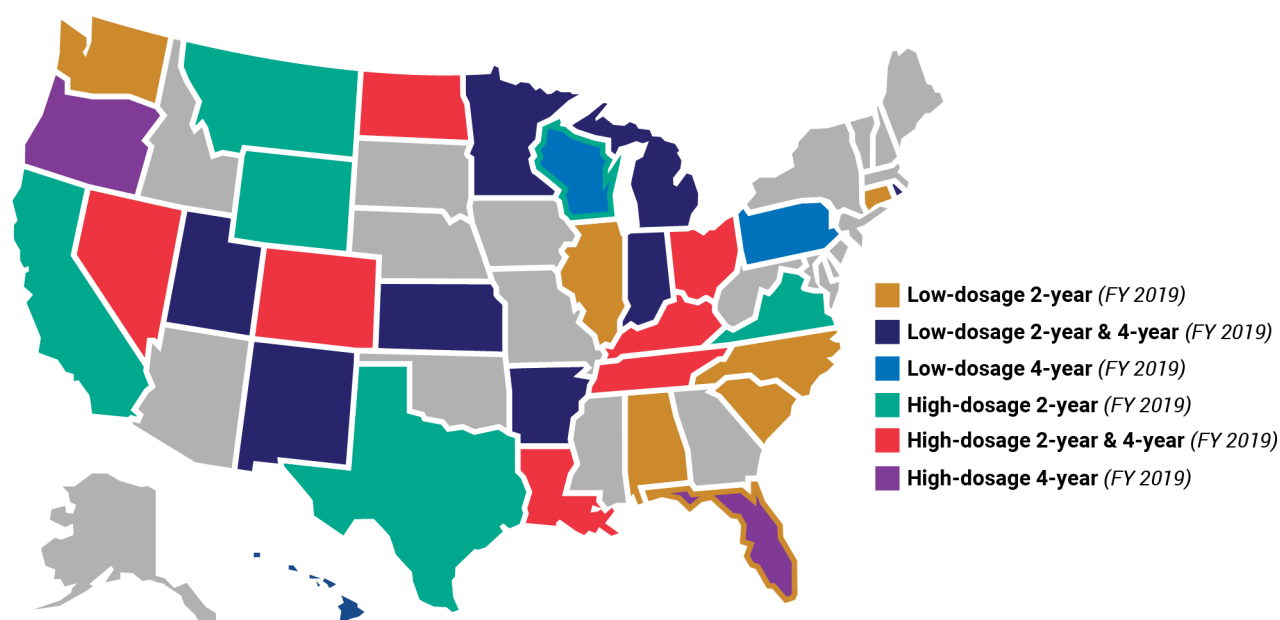 Low-dosage 2-year (FY 2019)
Low-dosage 2-year & 4-year (FY 2019)
Low-dosage 4-year (FY 2019)
High-dosage 2-year (FY 2019)
High-dosage 2-year & 4-year (FY 2019)
High-dosage 4-year (FY 2019)